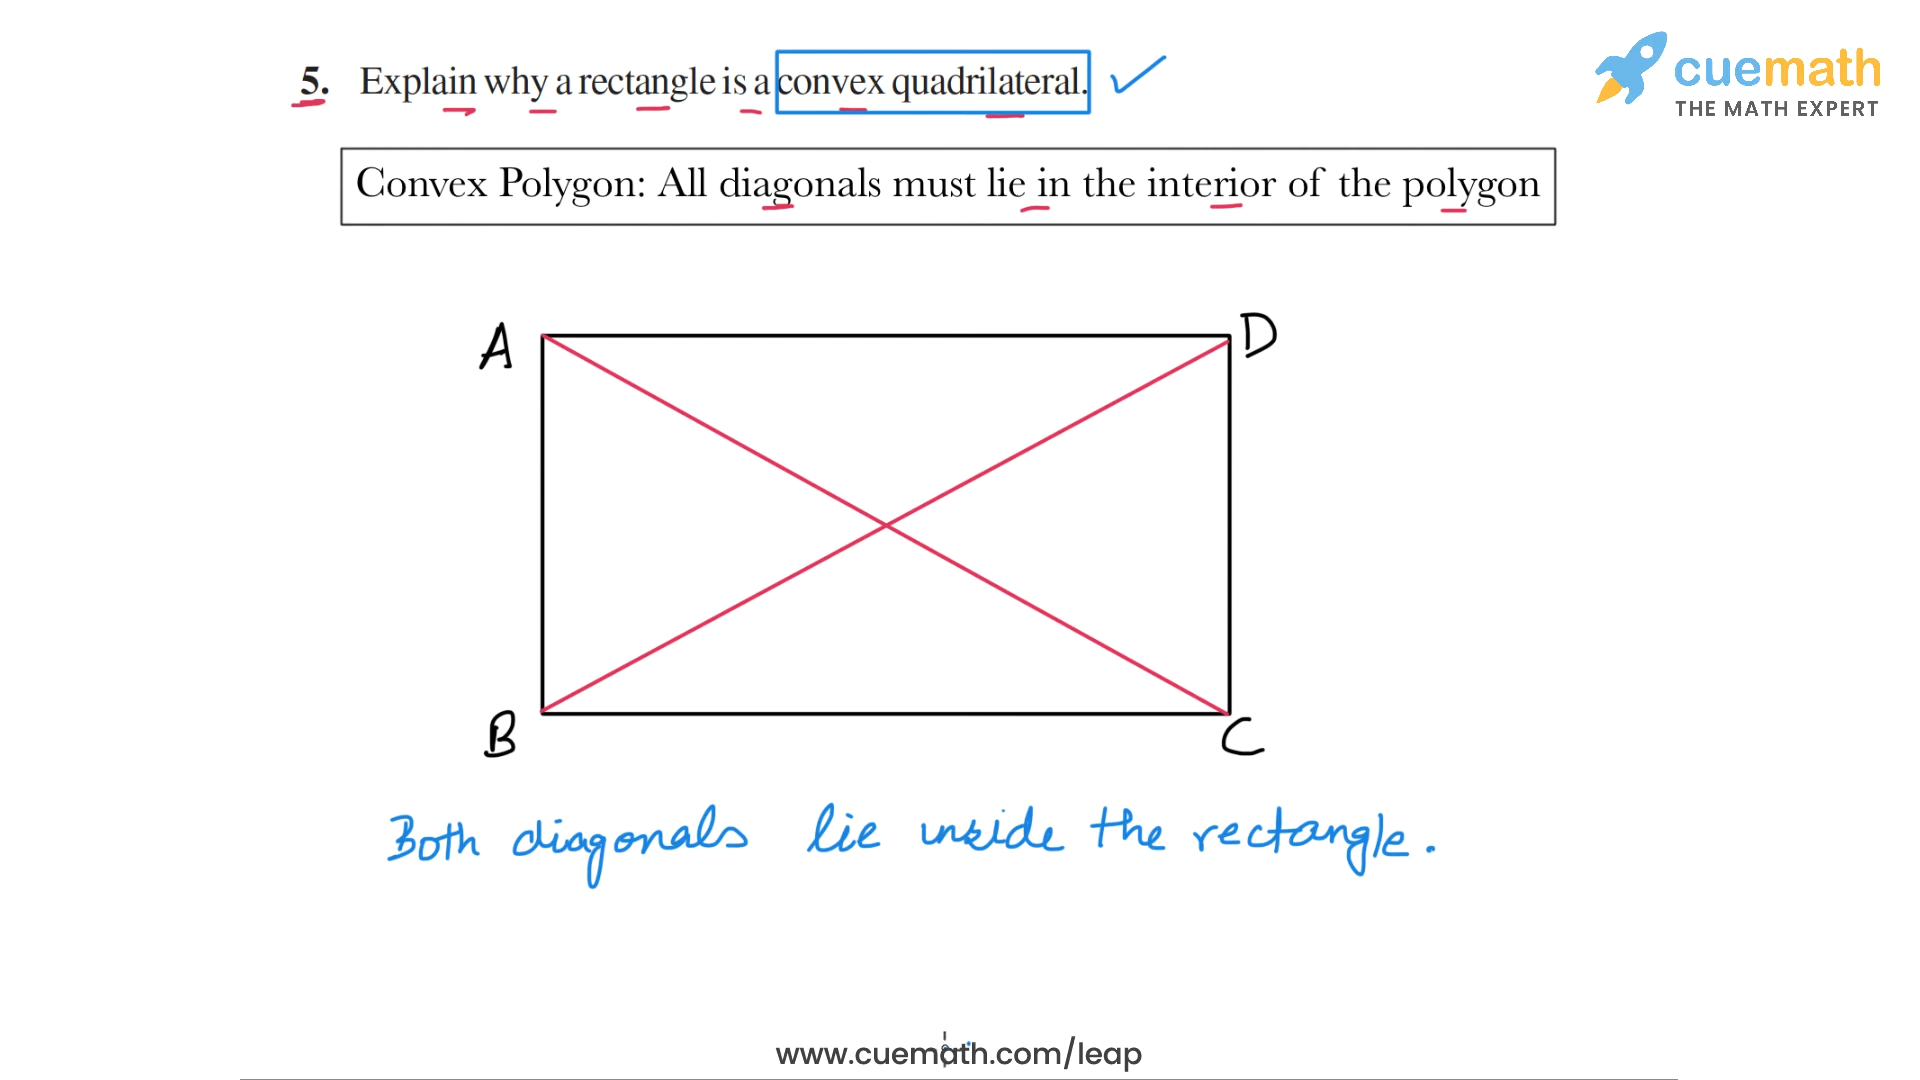 5. Explain why a rectangle is a convex quadrilateral.
cuemath
THE MATH EXPERT
Convex Polygon: All diagonals must lie in the interior of the polygon
A D
B C
Both diagonals lie inside the rectangle.
www.cuemath.com/leap